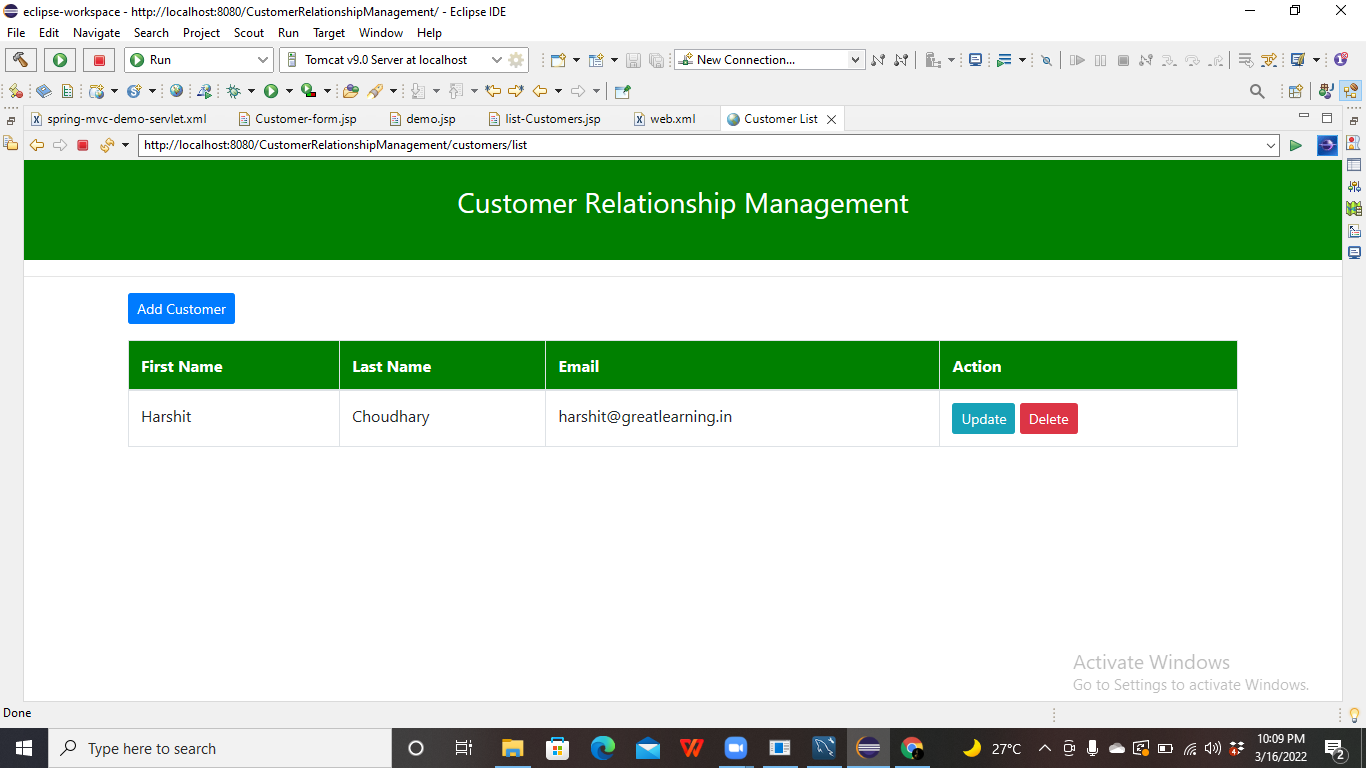 eclipse-workspace - http://localhost:8080/CustomerRelationshipManagement/ - Eclipse IDE
File Edit Navigate Search Project Scout Run Target Window Help
Run Tomcat v9.0 Server at localhost New Connection...
spring-mvc-demo-servlet.xml Customer-form.jsp demo.jsp list-Customers.jsp web.xml Customer List
http://localhost:8080/CustomerRelationshipManagement/customers/list
Customer Relationship Management
Add Customer
First Name Last Name Email Action
Harshit Choudhary harshit@greatlearning.in Update Delete
Activate Windows
Go to Settings to activate Windows.
Done
Type here to search
27°C
10:09 PM
3/16/2022
2